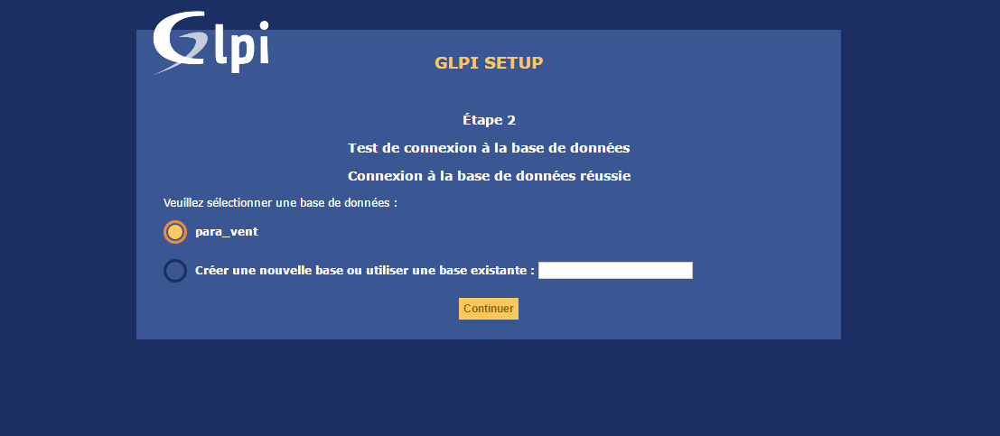 Glpi
GLPI SETUP
Étape 2
Test de connexion à la base de données
Connexion à la base de données réussie
Veuillez sélectionner une base de données :
para_vent
Créer une nouvelle base ou utiliser une base existante :
Continuer